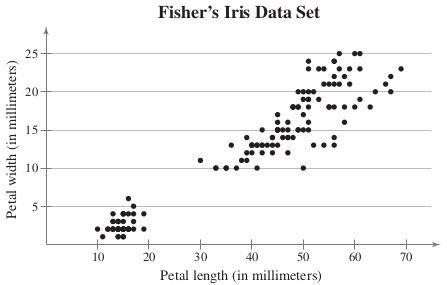 Fisher’s Iris Data Set
Petal width (in millimeters)
25
20
15
10
5
10 20 30 40 50 60 70
Petal length (in millimeters)